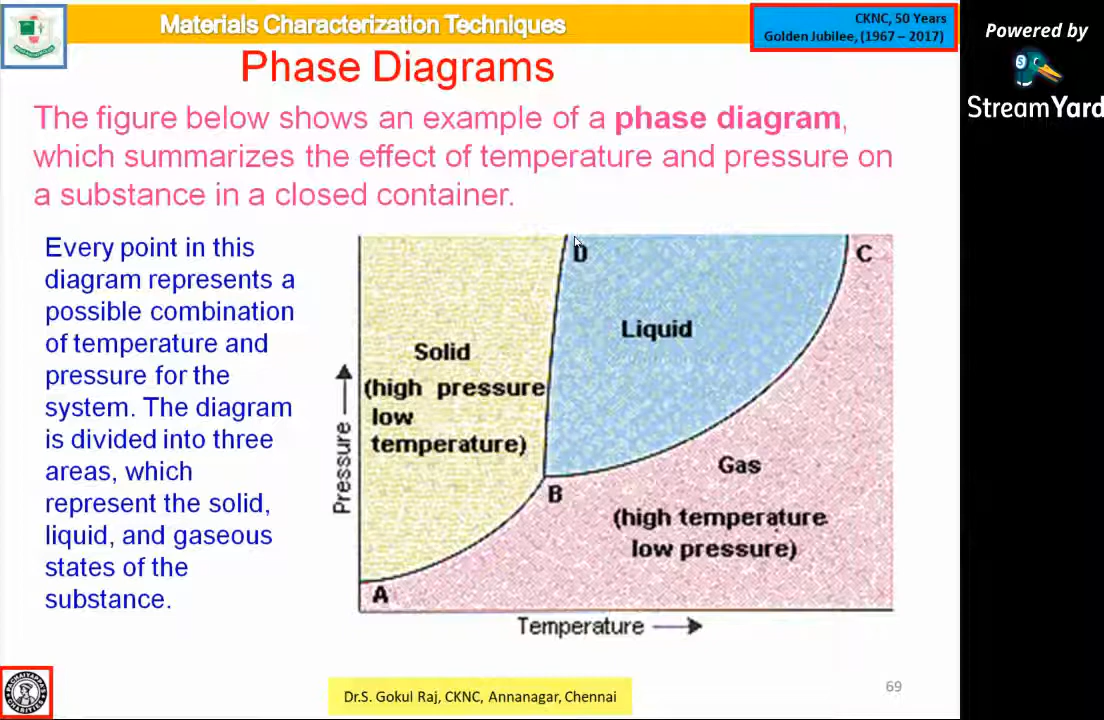 Materials Characterization Techniques
CKNC, 50 Years
Golden Jubilee, (1967 – 2017)
Powered by
StreamYard
Phase Diagrams
The figure below shows an example of a phase diagram,
which summarizes the effect of temperature and pressure on
a substance in a closed container.
Every point in this
diagram represents a
possible combination
of temperature and
pressure for the
system. The diagram
is divided into three
areas, which
represent the solid,
liquid, and gaseous
states of the
substance.
D
C
Liquid
Solid
(high pressure
low
temperature)
Pressure
B
Gas
(high temperature
low pressure)
A
Temperature
PACHAIYAPPA'S
CHARITIES
Dr.S. Gokul Raj, CKNC, Annanagar, Chennai
69